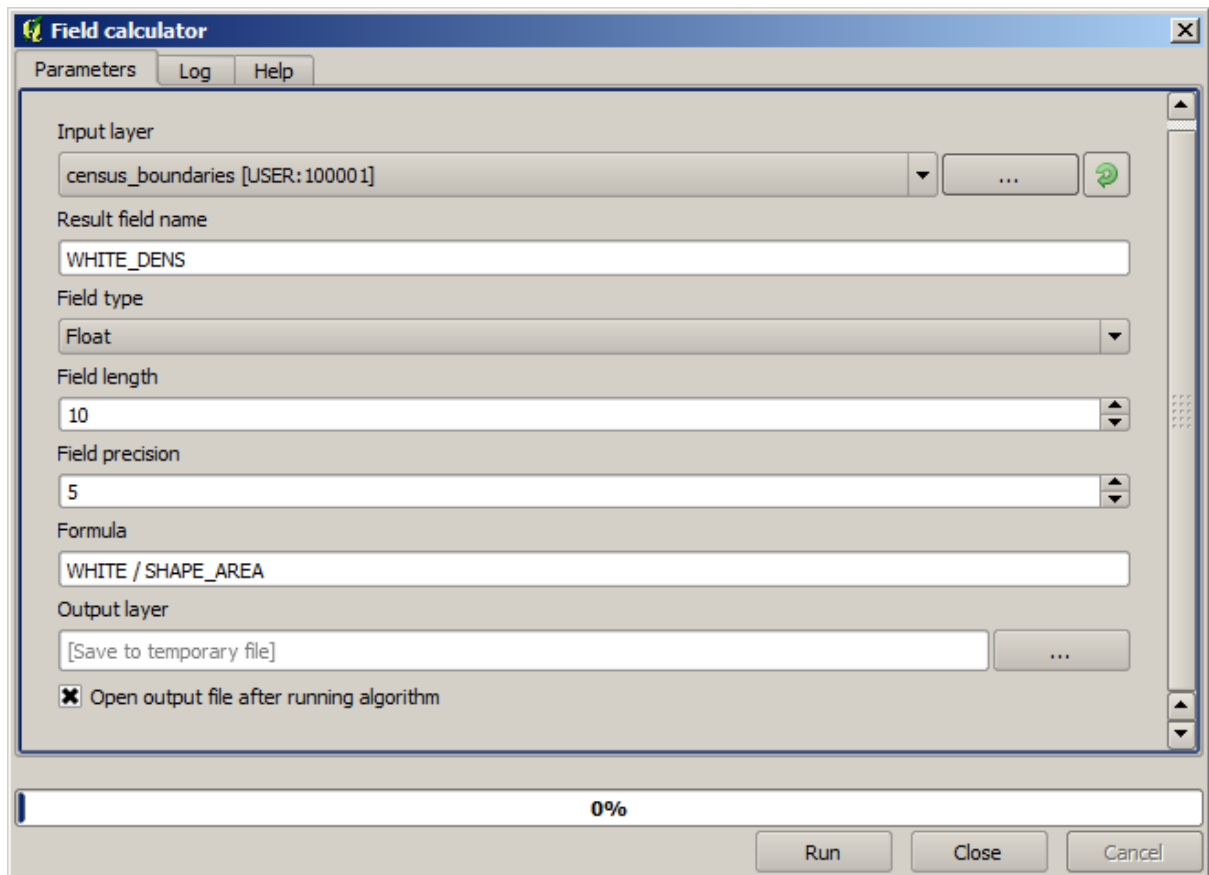 Field calculator
Parameters Log Help
Input layer
census_boundaries [USER:100001] ...
Result field name
WHITE_DENS
Field type
Float
Field length
10
Field precision
5
Formula
WHITE / SHAPE_AREA
Output layer
[Save to temporary file] ...
Open output file after running algorithm
0%
Run Close Cancel